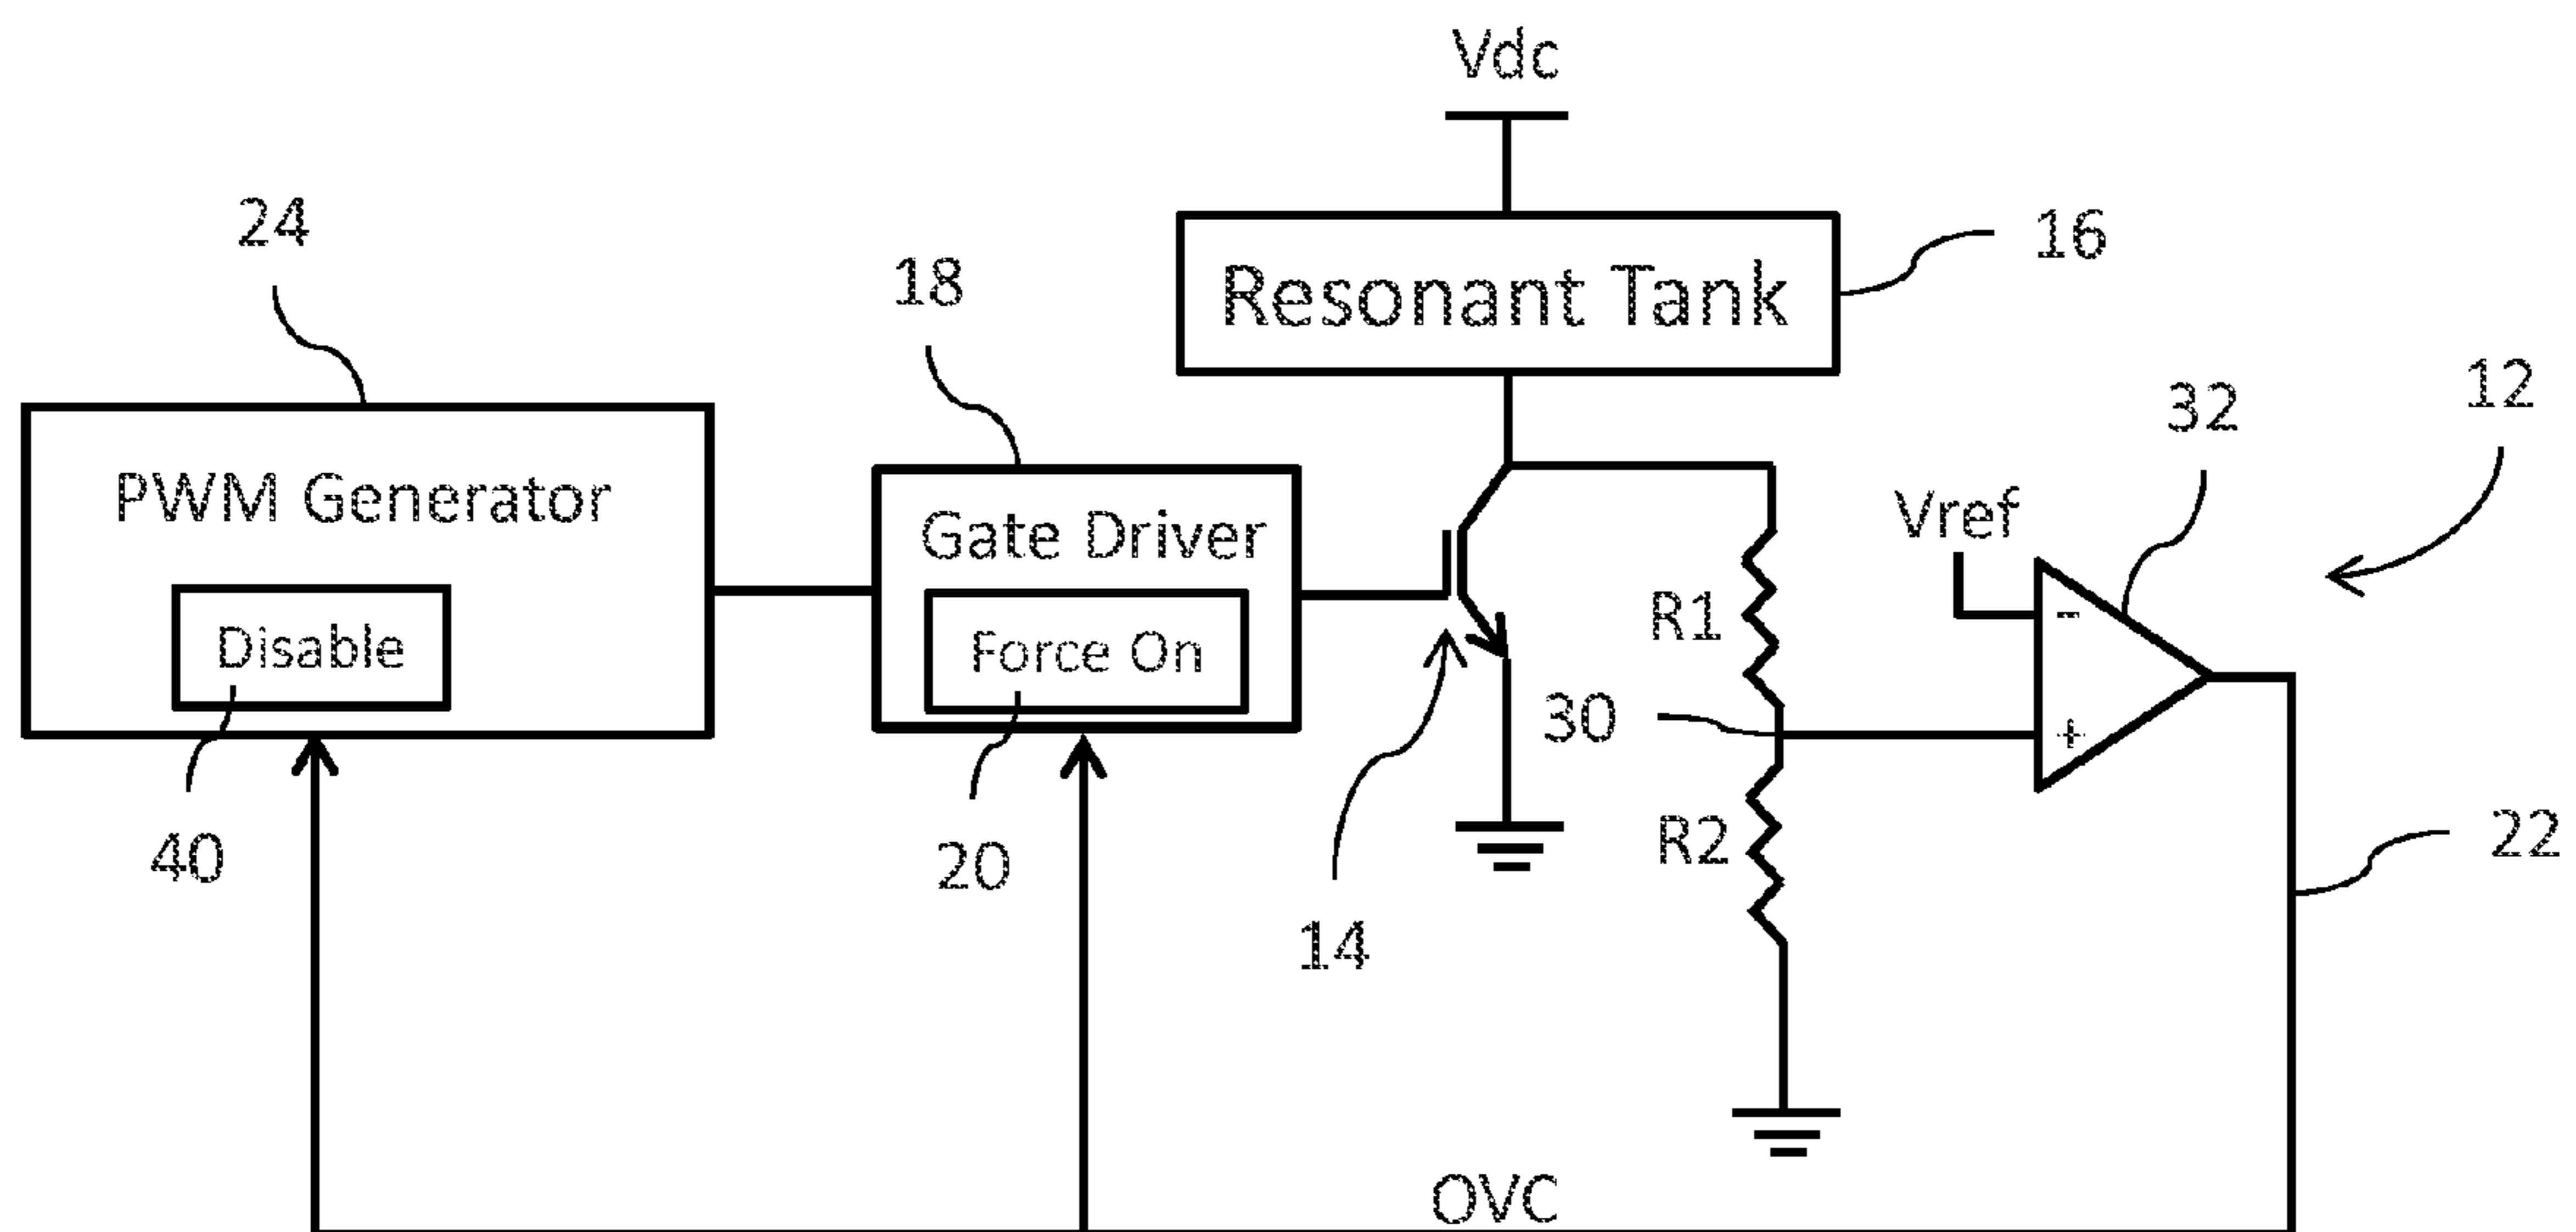 Vdc
24
16
18
Resonant Tank
12
32
PWM Generator
Vref
Gate Driver
-
R1
Disable
Force On
30
+
R2
22
40
20
14
OVC